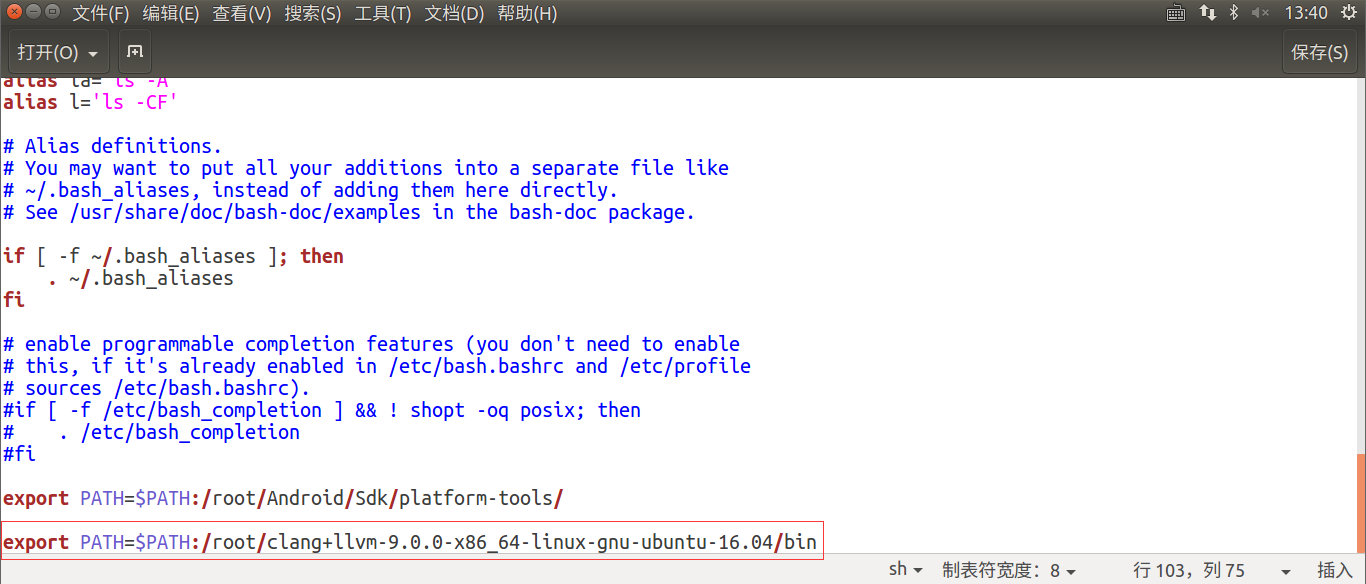 文件(F) 编辑(E) 查看(V) 搜索(S) 工具(T) 文档(D) 帮助(H) 13:40
打开(O) 保存(S)
alias la='ls -A'
alias l='ls -CF'
# Alias definitions.
# You may want to put all your additions into a separate file like
# ~/.bash_aliases, instead of adding them here directly.
# See /usr/share/doc/bash-doc/examples in the bash-doc package.
if [ -f ~/.bash_aliases ]; then
    . ~/.bash_aliases
fi
# enable programmable completion features (you don't need to enable
# this, if it's already enabled in /etc/bash.bashrc and /etc/profile
# sources /etc/bash.bashrc).
#if [ -f /etc/bash_completion ] && ! shopt -oq posix; then
#    . /etc/bash_completion
#fi
export PATH=$PATH:/root/Android/Sdk/platform-tools/
export PATH=$PATH:/root/clang+llvm-9.0.0-x86_64-linux-gnu-ubuntu-16.04/bin
sh 制表符宽度：8 行 103，列 75 插入